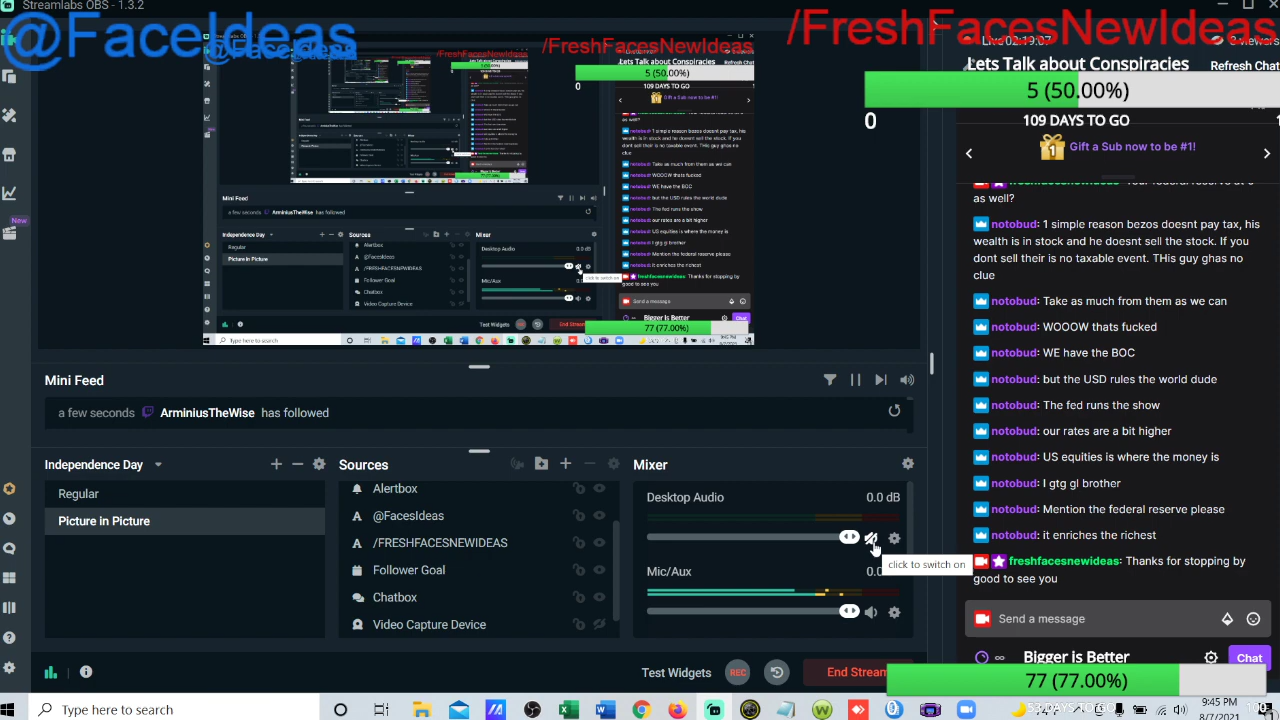 Streamlabs OBS - 1.3.2
@FaceIdeas
/FreshFacesNewIdeas
Lets Talk about Conspiracies
Refresh Chat
5 (50.00%)
0
109 DAYS TO GO
Gift a Sub now to be #1!
as well?
notobud: 1 simple reason bases doesnt pay tax, his
wealth is in stock and he doesnt sell the stock. If you
dont sell their is no taxable event. THis guy ghas no
clue
notobud: Take as much from them as we can
notobud: WOOOW thats fucked
notobud: WE have the BOC
notobud: but the USD rules the world dude
notobud: The fed runs the show
notobud: our rates are a bit higher
notobud: US equities is where the money is
notobud: I gtg gl brother
notobud: Mention the federal reserve please
notobud: it enriches the richest
freshfacesnewideas: Thanks for stopping by
good to see you
Send a message
Bigger is Better
Chat
77 (77.00%)
Mini Feed
a few seconds ArminiusTheWise has followed
Independence Day
Regular
Picture in Picture
Sources
Alertbox
@FacesIdeas
/FRESHFACESNEWIDEAS
Follower Goal
Chatbox
Video Capture Device
Mixer
Desktop Audio
0.0 dB
click to switch on
Mic/Aux
New
Test Widgets
REC
End Stream
Type here to search
9:45 PM